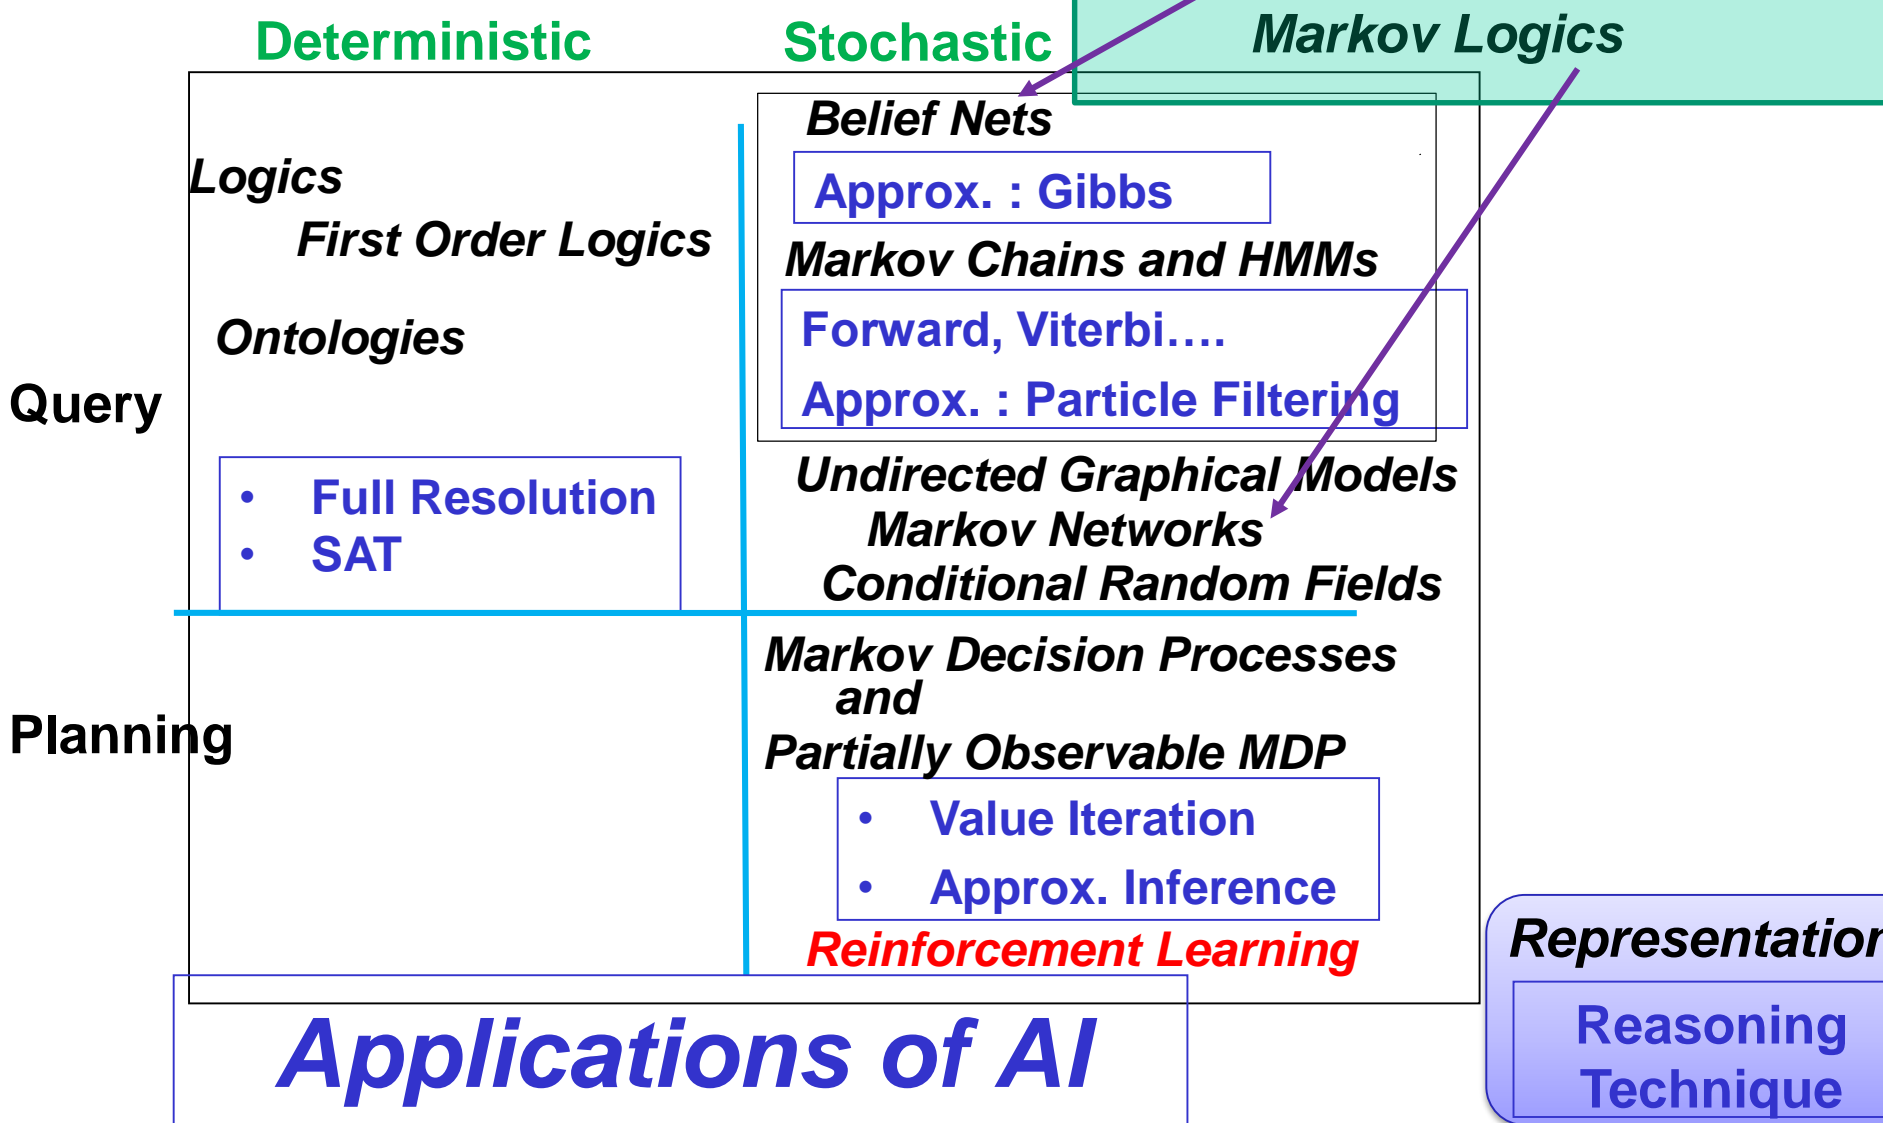 Deterministic
Stochastic
Markov Logics
Logics
First Order Logics
Ontologies
Query
• Full Resolution
• SAT
Belief Nets
Approx. : Gibbs
Markov Chains and HMMs
Forward, Viterbi….
Approx. : Particle Filtering
Undirected Graphical Models
Markov Networks
Conditional Random Fields
Planning
Markov Decision Processes
and
Partially Observable MDP
• Value Iteration
• Approx. Inference
Reinforcement Learning
Applications of AI
Representation
Reasoning
Technique